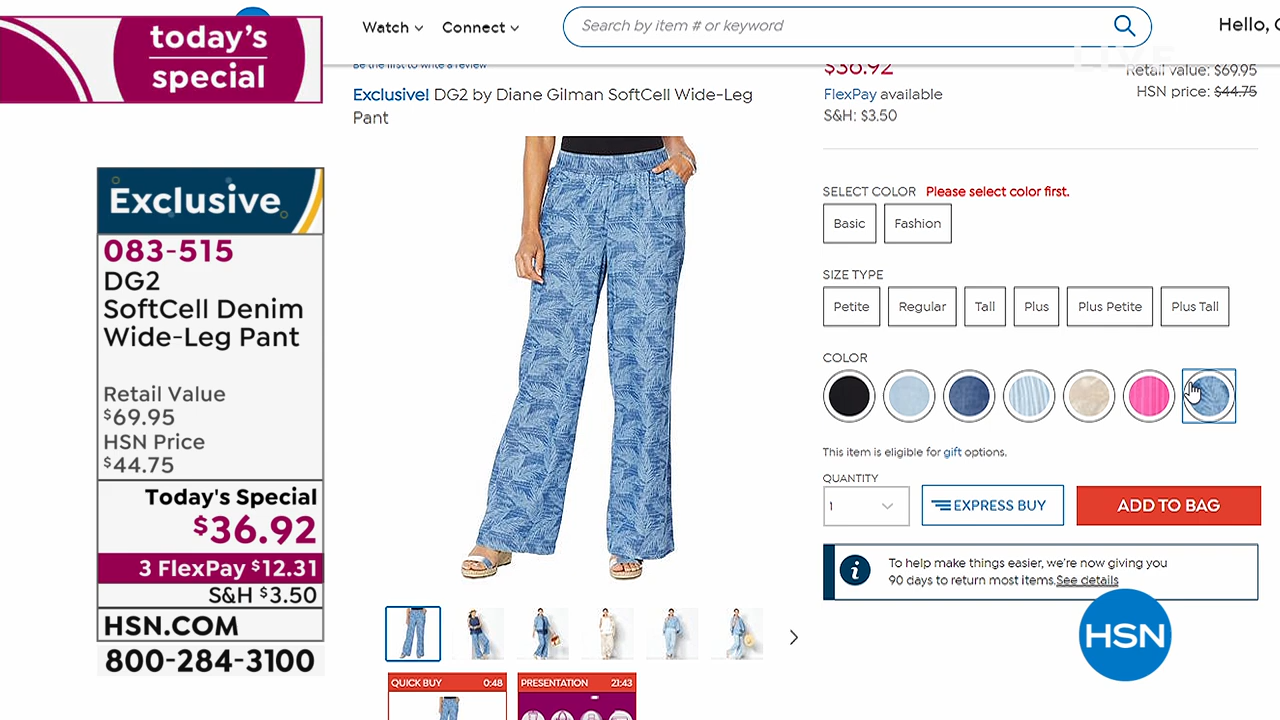 today's
special
Watch
Connect
Search by item # or keyword
Hello,
LIVE
Be the first to write a review
Exclusive! DG2 by Diane Gilman SoftCell Wide-Leg
Pant
$36.92
Retail value: $69.95
FlexPay available
HSN price: $44.75
S&H: $3.50
Exclusive
083-515
DG2
SoftCell Denim
Wide-Leg Pant
Retail Value
$69.95
HSN Price
$44.75
Today's Special
$36.92
3 FlexPay $12.31
S&H $3.50
HSN.COM
800-284-3100
SELECT COLOR Please select color first.
Basic
Fashion
SIZE TYPE
Petite
Regular
Tall
Plus
Plus Petite
Plus Tall
COLOR
This item is eligible for gift options.
QUANTITY
1
EXPRESS BUY
ADD TO BAG
i
To help make things easier, we're now giving you
90 days to return most items.See details
HSN
QUICK BUY 0:48
PRESENTATION 21:43